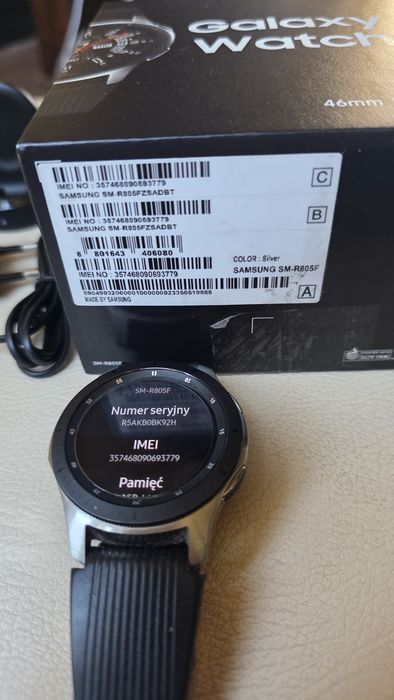 Galaxy
Watch
46mm
IMEI NO : 357468090693779
SAMSUNG SM-R805FZSADBT
C
IMEI NO : 357468090693779
SAMSUNG SM-R805FZSADBT
B
8 801643 406080
COLOR : Silver
IMEI NO : 357468090693779
SAMSUNG SM-R805F
A
MADE BY SAMSUNG
SM-R805F
SOY INK
SM-R805F
Numer seryjny
R5AKB0BK92H
IMEI
357468090693779
Pamięć